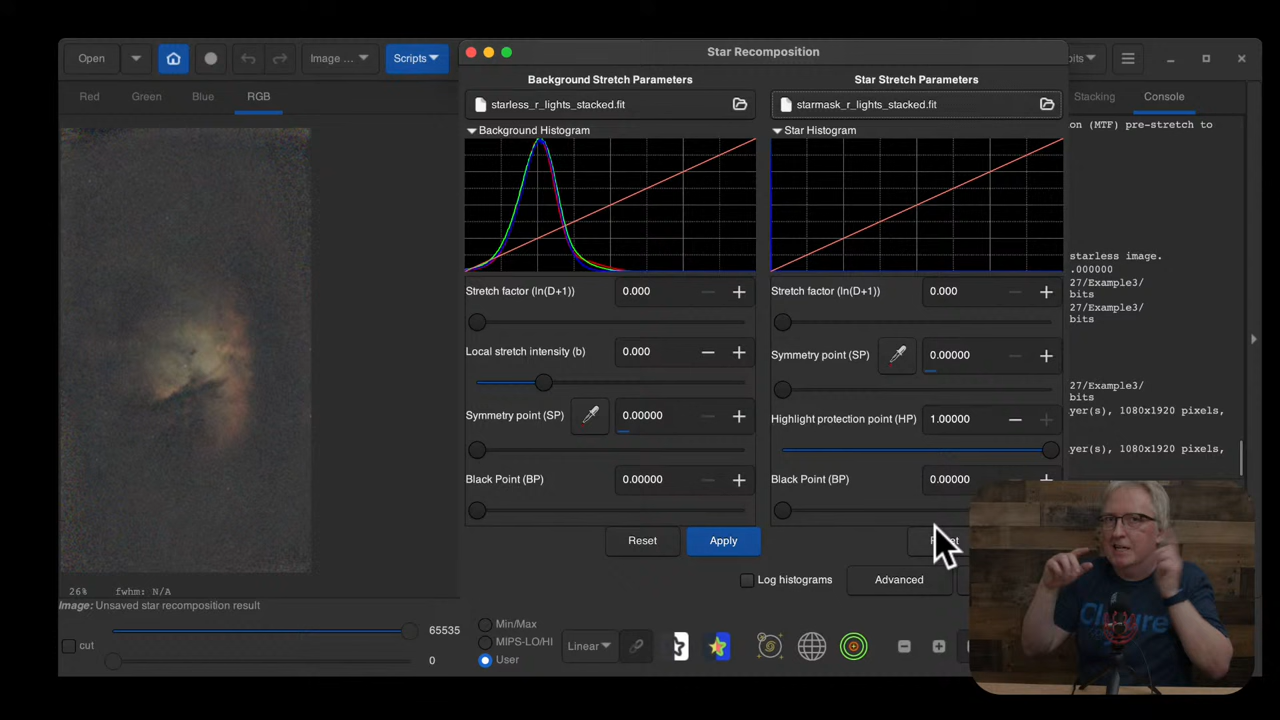 Open
Image ...
Scripts
Star Recomposition
bits
Red
Green
Blue
RGB
Background Stretch Parameters
Star Stretch Parameters
Stacking
Console
starless_r_lights_stacked.fit
starmask_r_lights_stacked.fit
on (MTF) pre-stretch to
Background Histogram
Star Histogram
starless image.
.000000
27/Example3/
bits
27/Example3/
bits
Stretch factor (ln(D+1))
0.000
Stretch factor (ln(D+1))
0.000
Local stretch intensity (b)
0.000
Symmetry point (SP)
0.00000
27/Example3/
bits
yer(s), 1080x1920 pixels,
Symmetry point (SP)
0.00000
Highlight protection point (HP)
1.00000
yer(s), 1080x1920 pixels,
Black Point (BP)
0.00000
Black Point (BP)
0.00000
Reset
Apply
Log histograms
Advanced
26%
fwhm: N/A
Image: Unsaved star recomposition result
cut
65535
0
Min/Max
MIPS-LO/HI
User
Linear